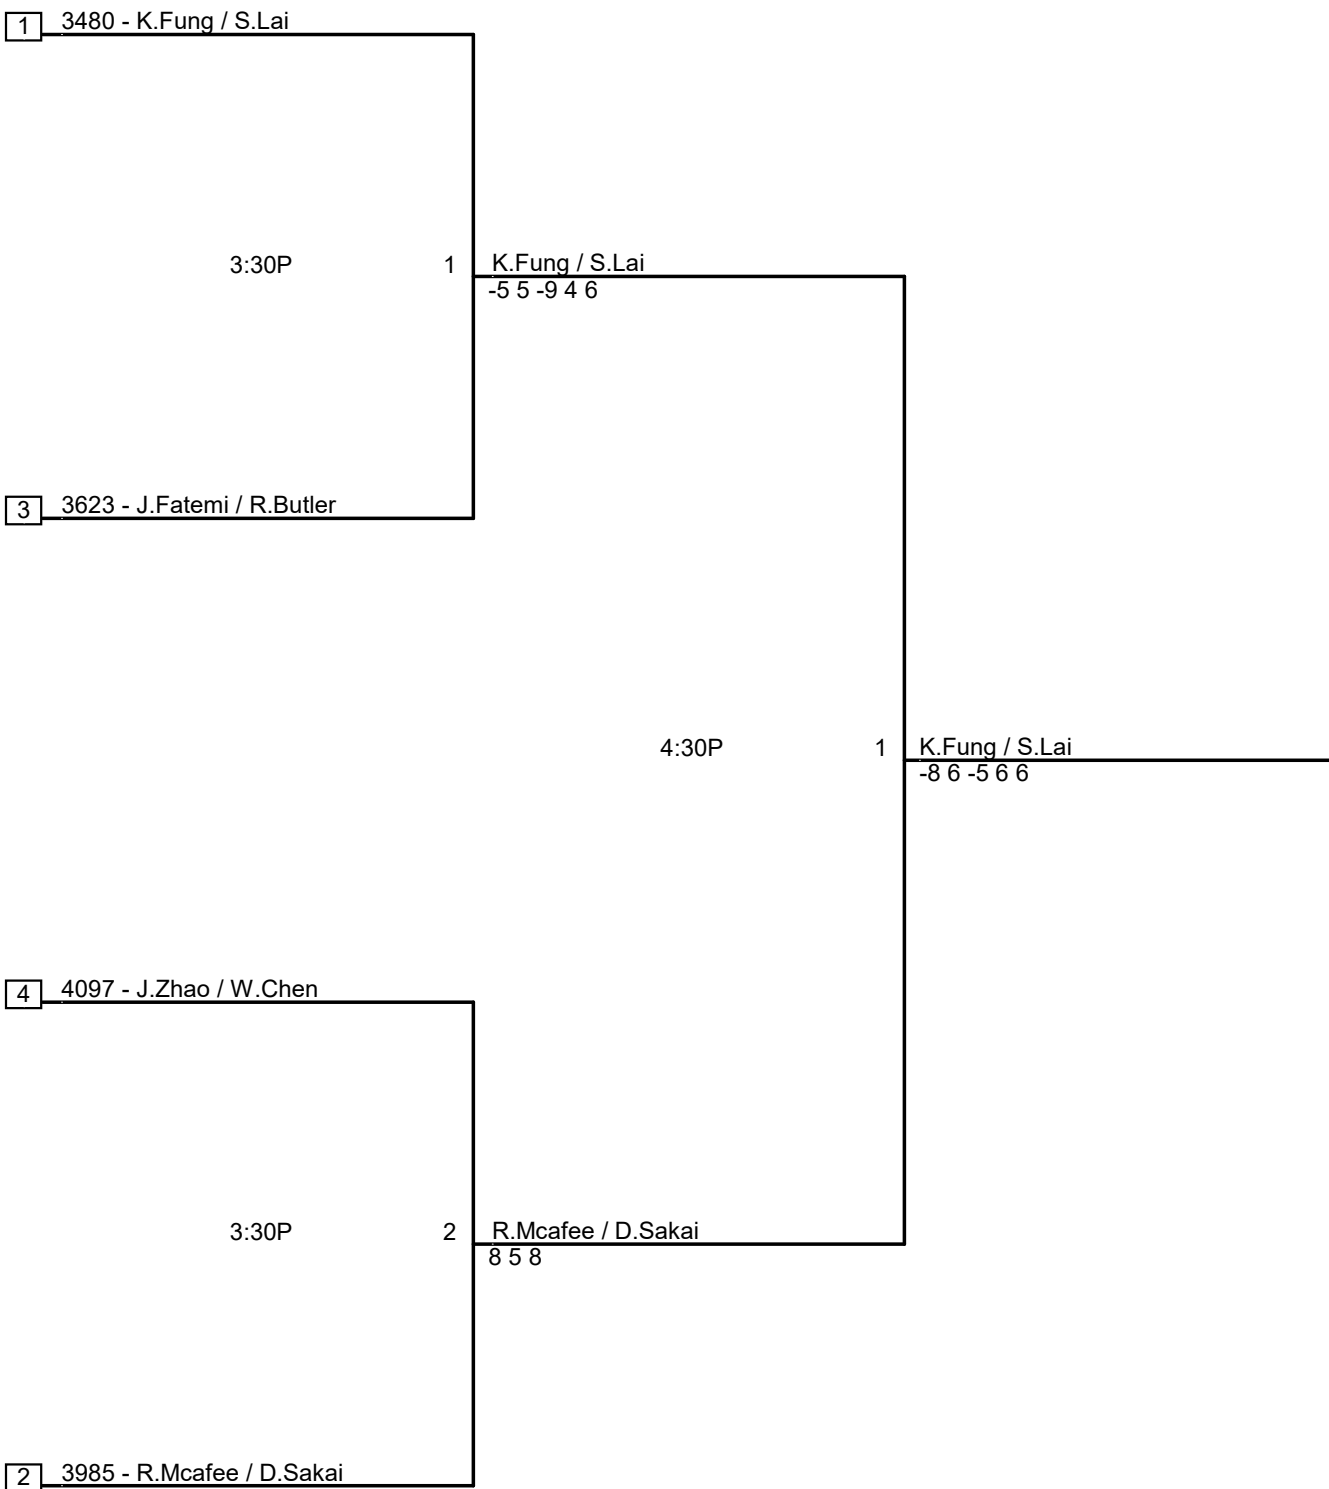 1 3480 - K.Fung / S.Lai
3:30P 1 K.Fung / S.Lai
-5 5 -9 4 6
3 3623 - J.Fatemi / R.Butler
4:30P 1 K.Fung / S.Lai
-8 6 -5 6 6
4 4097 - J.Zhao / W.Chen
3:30P 2 R.Mcafee / D.Sakai
8 5 8
2 3985 - R.Mcafee / D.Sakai